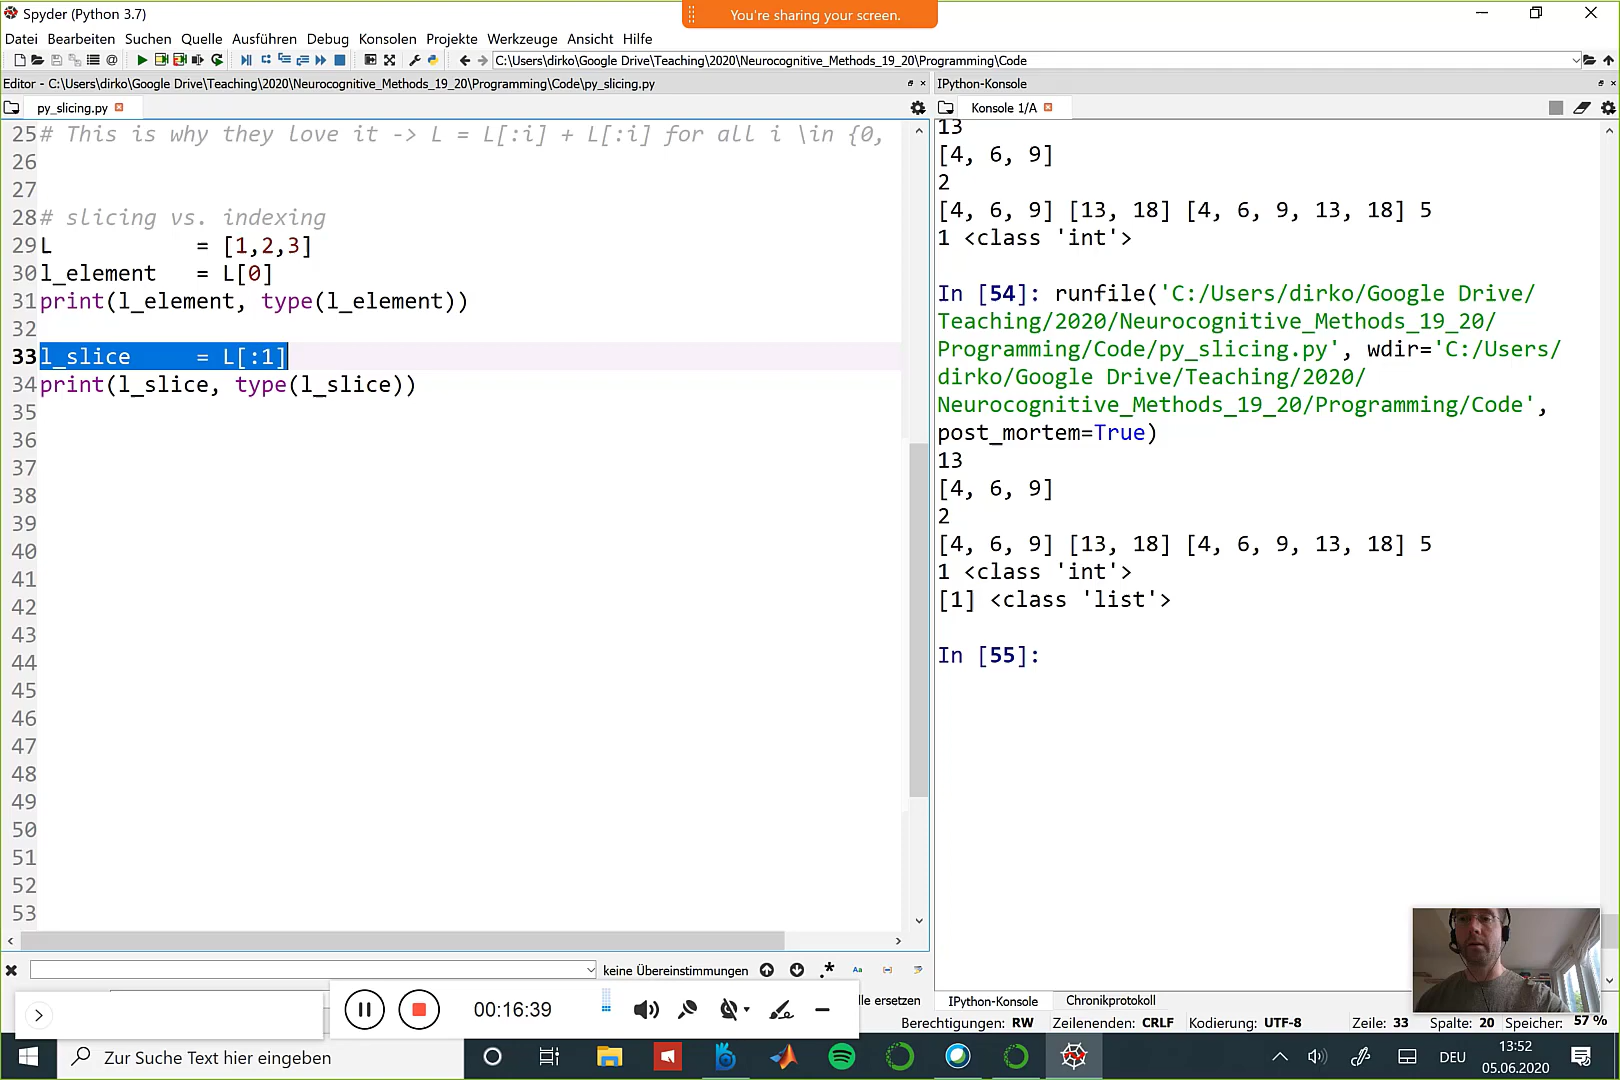 Spyder (Python 3.7)
You're sharing your screen.
Datei Bearbeiten Suchen Quelle Ausführen Debug Konsolen Projekte Werkzeuge Ansicht Hilfe
C:\Users\dirko\Google Drive\Teaching\2020\Neurocognitive_Methods_19_20\Programming\Code
Editor - C:\Users\dirko\Google Drive\Teaching\2020\Neurocognitive_Methods_19_20\Programming\Code\py_slicing.py
py_slicing.py
25 # This is why they love it -> L = L[:i] + L[:i] for all i \in {0,
26
27
28 # slicing vs. indexing
29 L = [1,2,3]
30 l_element = L[0]
31 print(l_element, type(l_element))
32
33 l_slice = L[:1]
34 print(l_slice, type(l_slice))
35
36
37
38
39
40
41
42
43
44
45
46
47
48
49
50
51
52
53
keine Übereinstimmungen
.* Aa
lle ersetzen
00:16:39
IPython-Konsole
Konsole 1/A
13
[4, 6, 9]
2
[4, 6, 9] [13, 18] [4, 6, 9, 13, 18] 5
1 <class 'int'>
In [54]: runfile('C:/Users/dirko/Google Drive/
Teaching/2020/Neurocognitive_Methods_19_20/
Programming/Code/py_slicing.py', wdir='C:/Users/
dirko/Google Drive/Teaching/2020/
Neurocognitive_Methods_19_20/Programming/Code',
post_mortem=True)
13
[4, 6, 9]
2
[4, 6, 9] [13, 18] [4, 6, 9, 13, 18] 5
1 <class 'int'>
[1] <class 'list'>
In [55]:
IPython-Konsole Chronikprotokoll
Berechtigungen: RW Zeilenenden: CRLF Kodierung: UTF-8 Zeile: 33 Spalte: 20 Speicher: 57 %
Zur Suche Text hier eingeben
DEU
13:52
05.06.2020